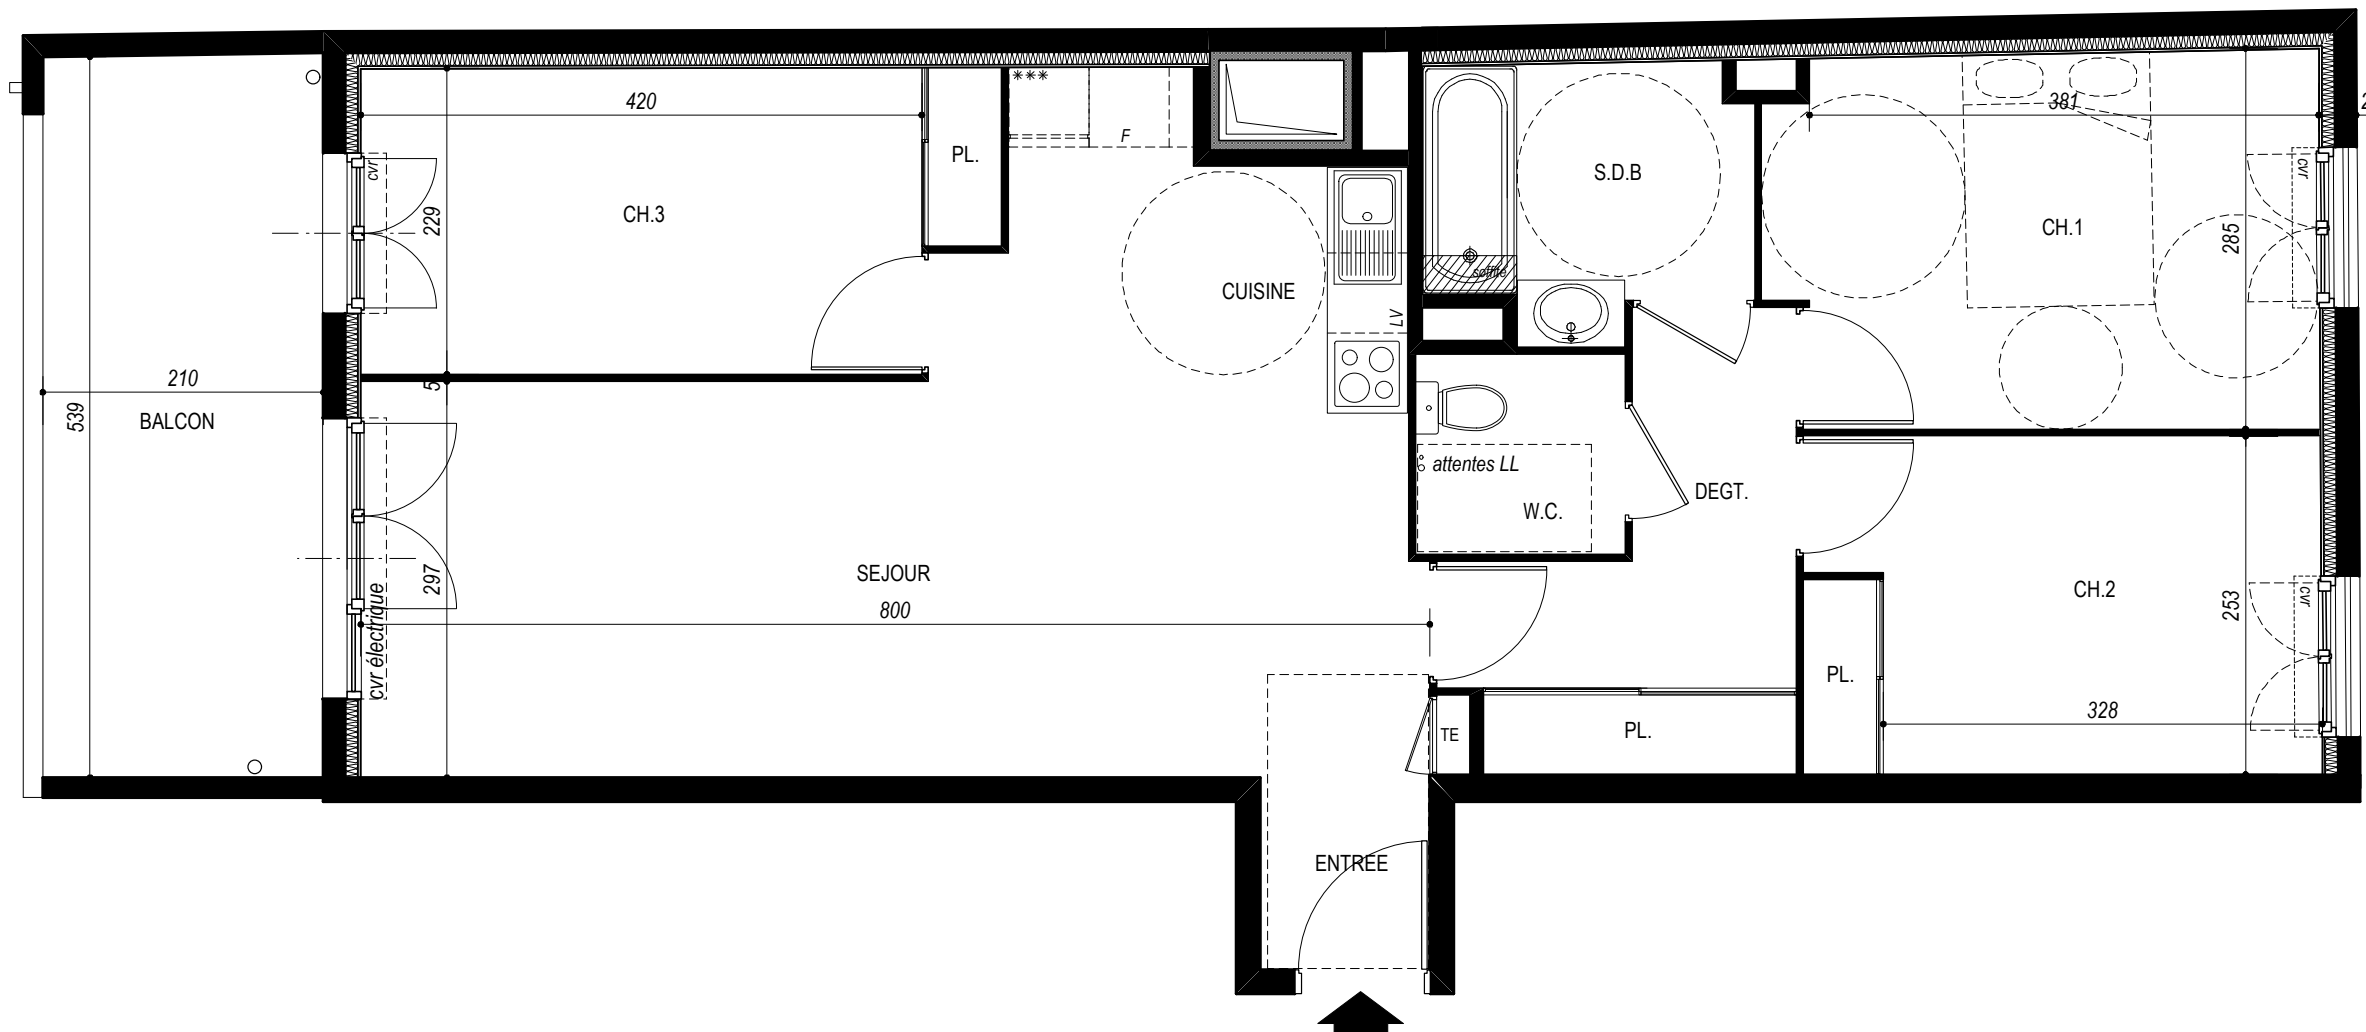 420
***
F
PL.
381
2
cvr
S.D.B
cvr
CH.3
229
CH.1
285
soffite
CUISINE
LV
210
5
539
BALCON
attentes LL
DEGT.
W.C.
SEJOUR
297
cvr électrique
800
CH.2
cvr
253
PL.
328
TE
PL.
ENTREE